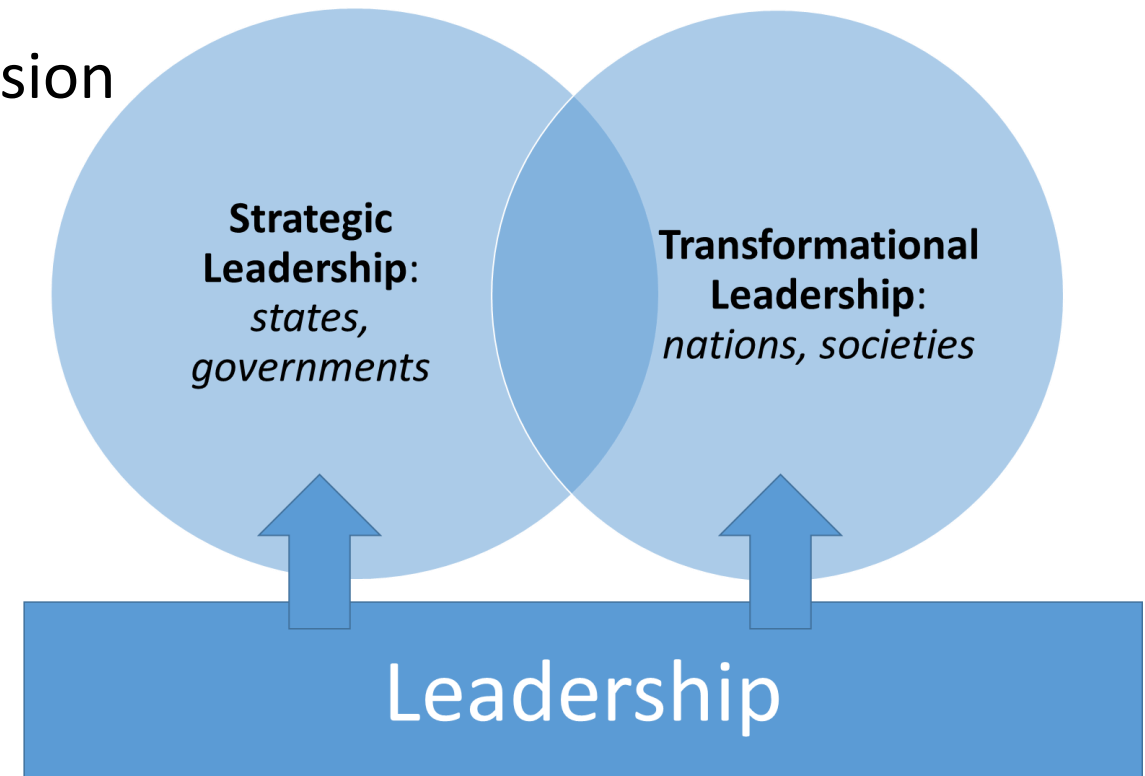 sion
Strategic
Leadership:
states,
governments
Transformational
Leadership:
nations, societies
Leadership